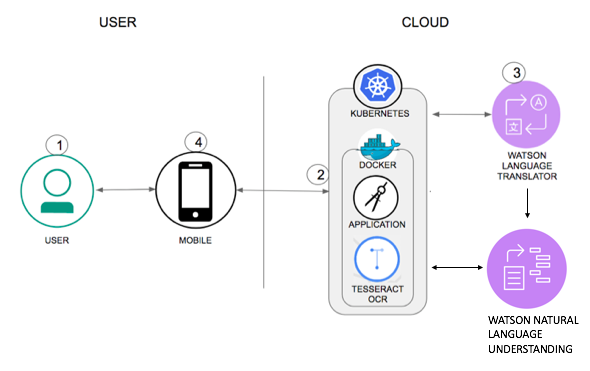 USER
CLOUD
1
USER
4
MOBILE
2
KUBERNETES
DOCKER
APPLICATION
T
TESSERACT
OCR
3
A
文
WATSON
LANGUAGE
TRANSLATOR
WATSON NATURAL
LANGUAGE
UNDERSTANDING